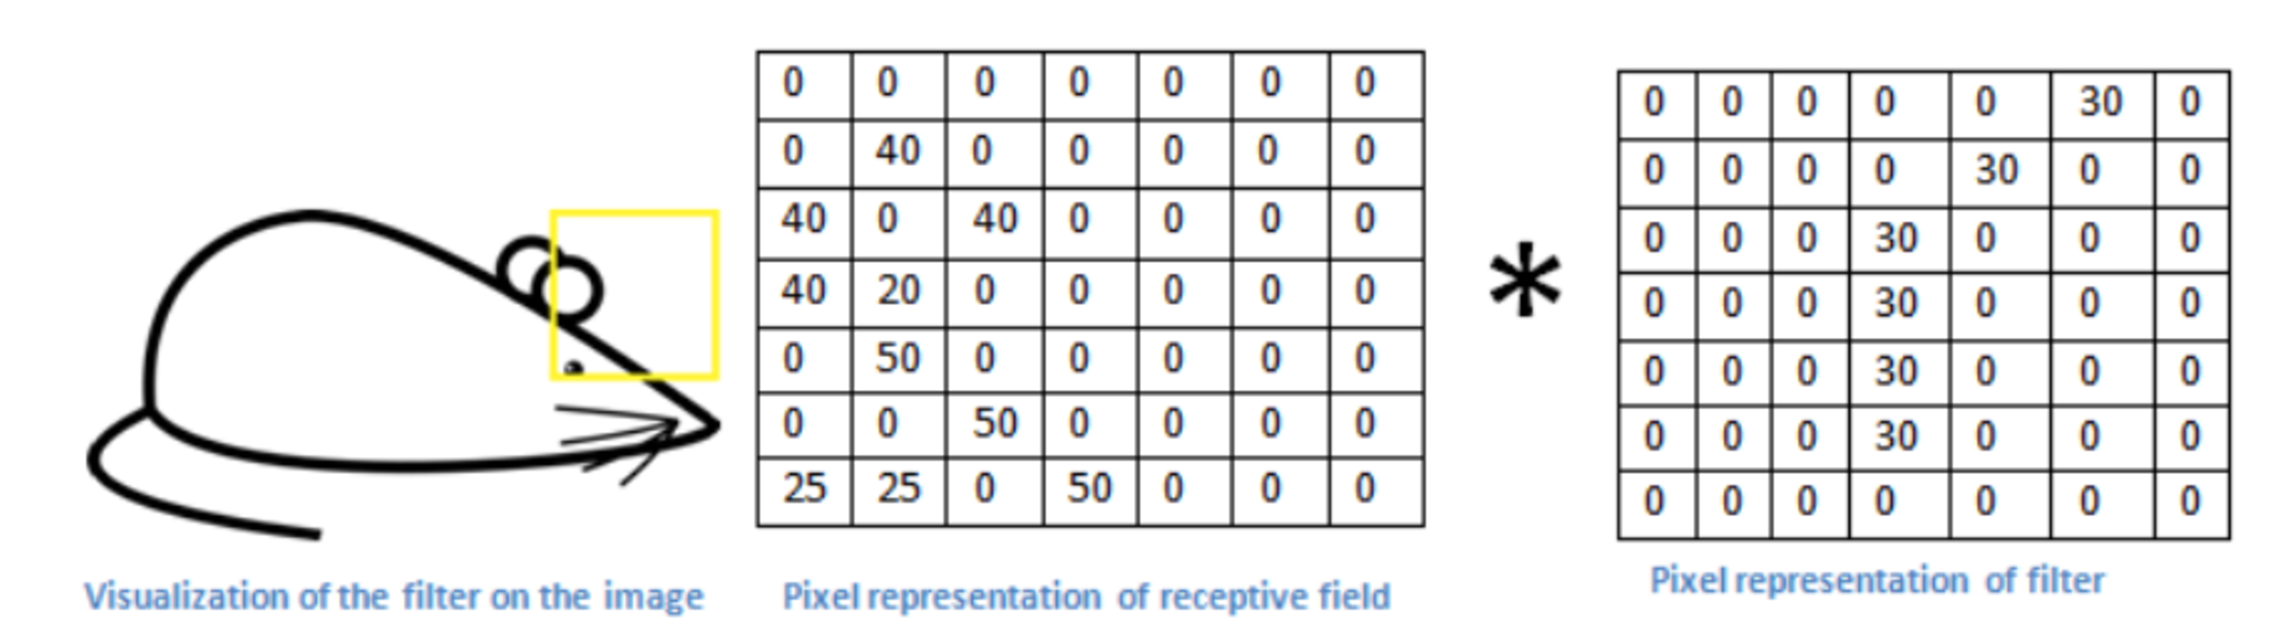 0 0 0 0 0 0 0
0 40 0 0 0 0 0
40 0 40 0 0 0 0
40 20 0 0 0 0 0
0 50 0 0 0 0 0
0 0 50 0 0 0 0
25 25 0 50 0 0 0
*
0 0 0 0 0 30 0
0 0 0 0 30 0 0
0 0 0 30 0 0 0
0 0 0 30 0 0 0
0 0 0 30 0 0 0
0 0 0 30 0 0 0
0 0 0 0 0 0 0
Visualization of the filter on the image
Pixel representation of receptive field
Pixel representation of filter